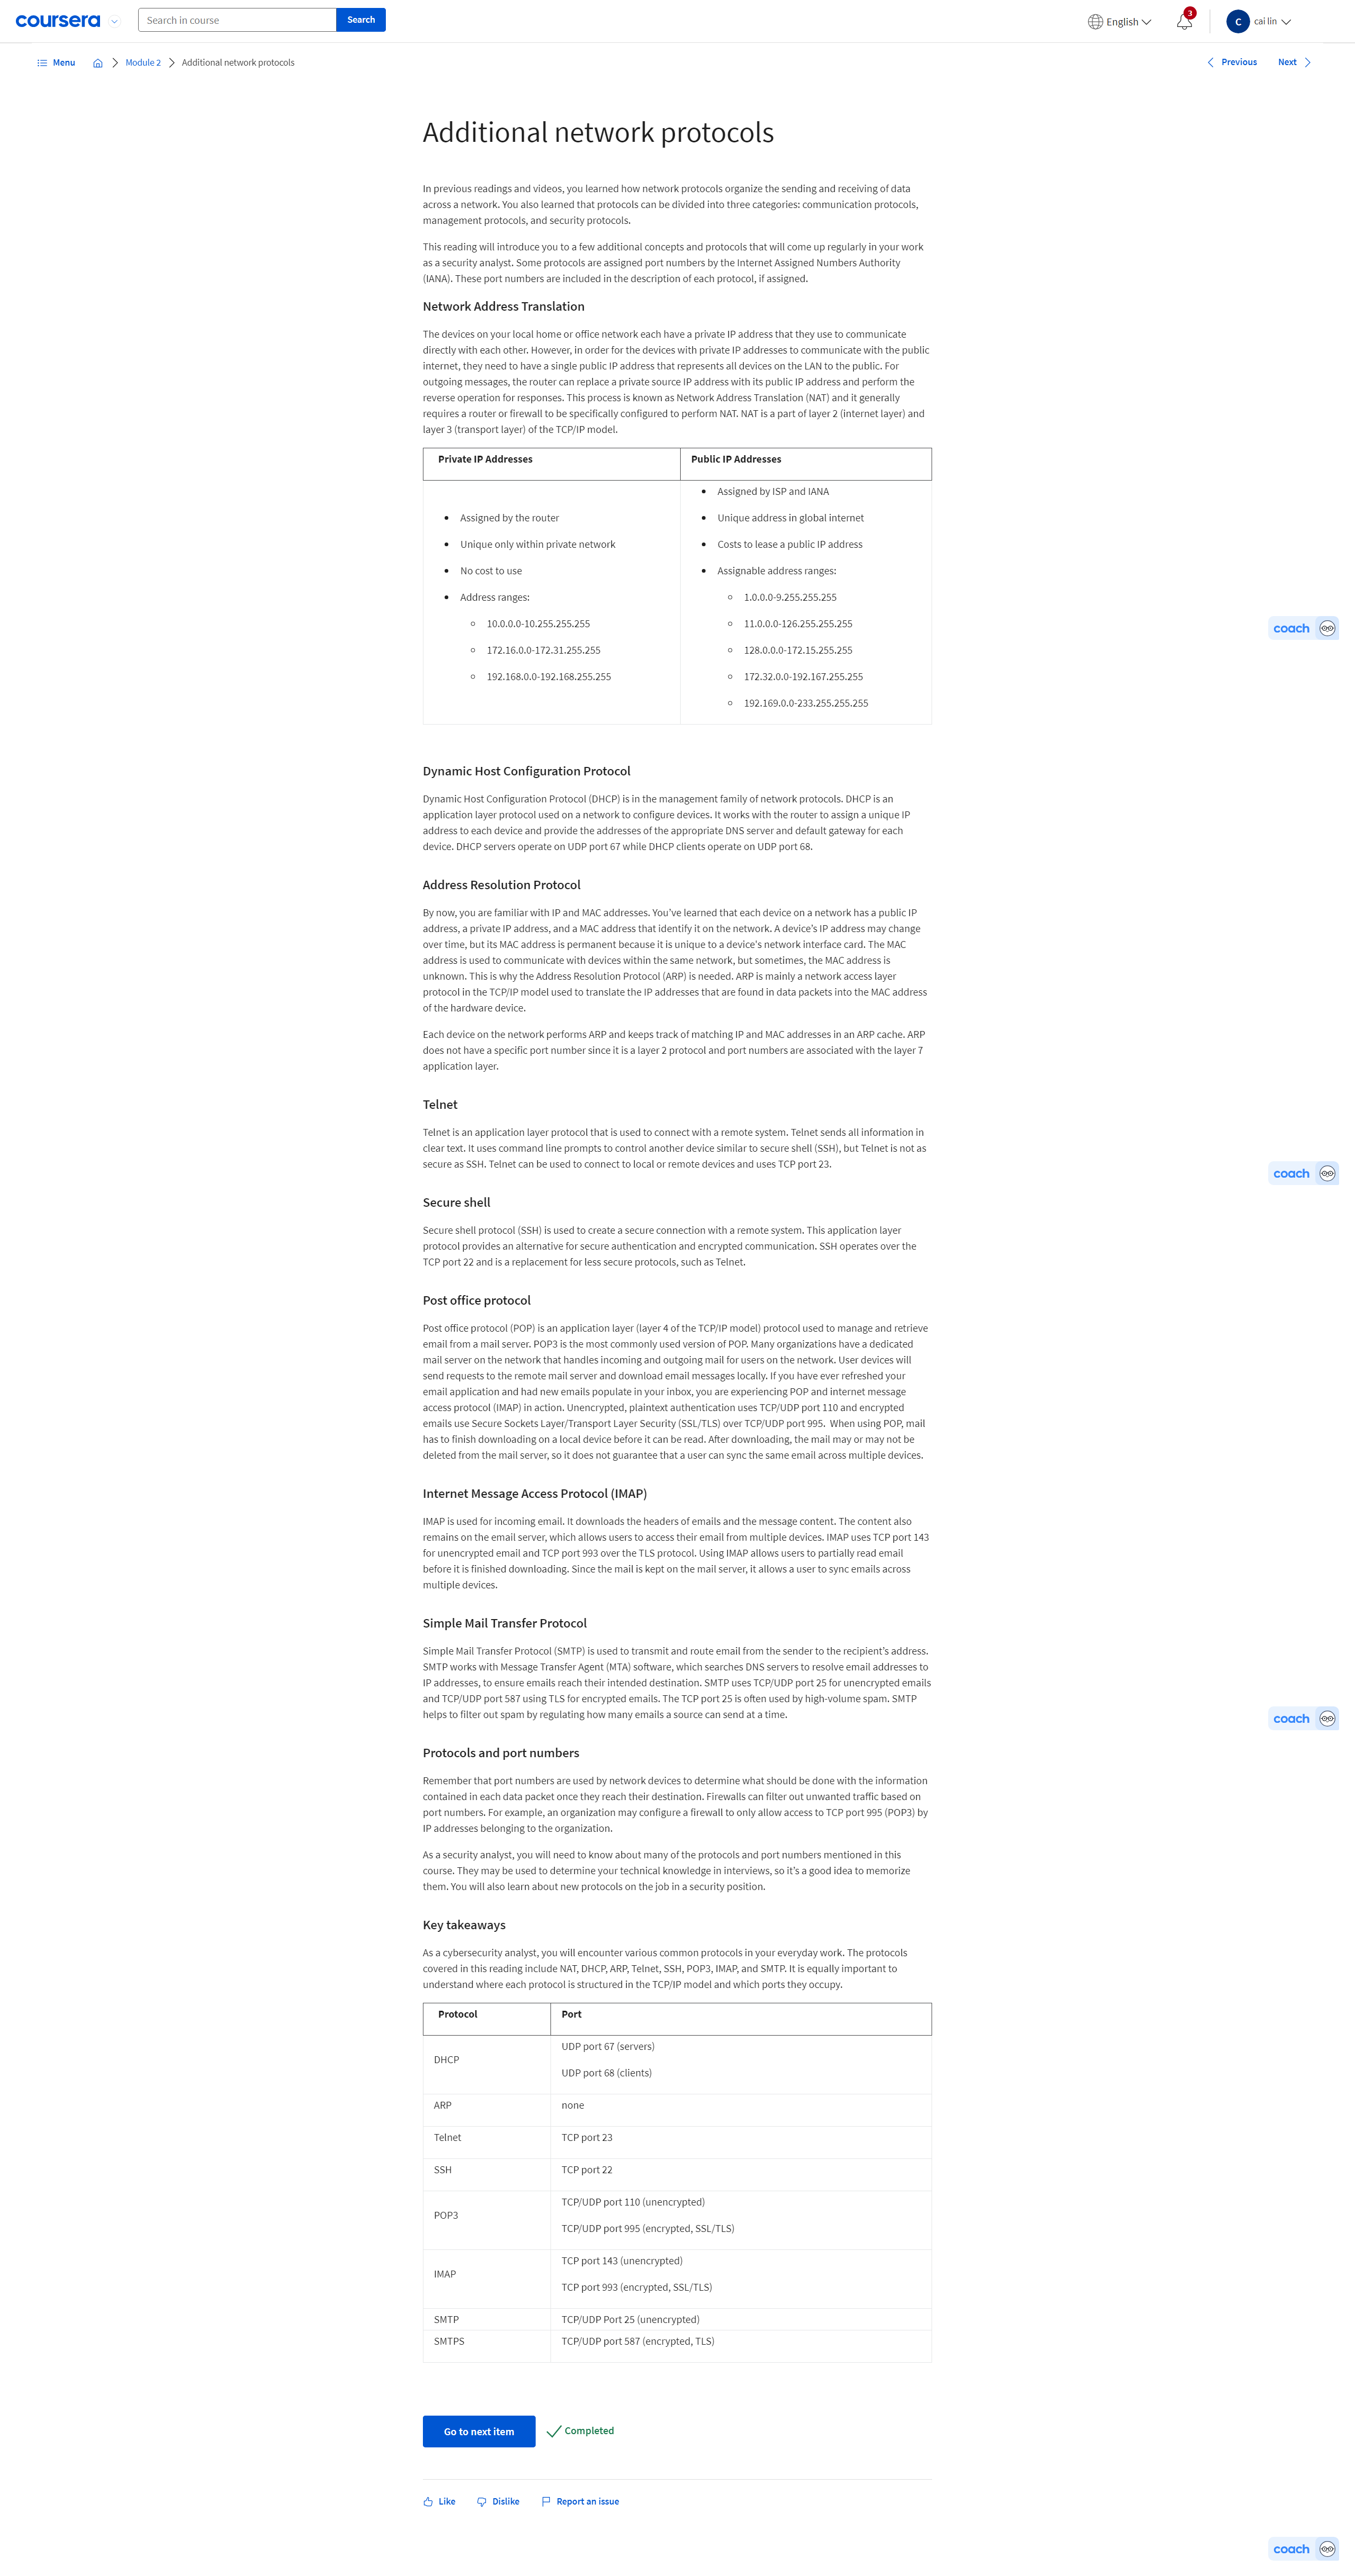 coursera
Search in course
Search
English
3
C
cai lin
Menu
Module 2
Additional network protocols
Previous
Next
Additional network protocols
In previous readings and videos, you learned how network protocols organize the sending and receiving of data
across a network. You also learned that protocols can be divided into three categories: communication protocols,
management protocols, and security protocols.
This reading will introduce you to a few additional concepts and protocols that will come up regularly in your work
as a security analyst. Some protocols are assigned port numbers by the Internet Assigned Numbers Authority
(IANA). These port numbers are included in the description of each protocol, if assigned.
Network Address Translation
The devices on your local home or office network each have a private IP address that they use to communicate
directly with each other. However, in order for the devices with private IP addresses to communicate with the public
internet, they need to have a single public IP address that represents all devices on the LAN to the public. For
outgoing messages, the router can replace a private source IP address with its public IP address and perform the
reverse operation for responses. This process is known as Network Address Translation (NAT) and it generally
requires a router or firewall to be specifically configured to perform NAT. NAT is a part of layer 2 (internet layer) and
layer 3 (transport layer) of the TCP/IP model.
Private IP Addresses
Public IP Addresses
Assigned by the router
Unique only within private network
No cost to use
Address ranges:
10.0.0.0-10.255.255.255
172.16.0.0-172.31.255.255
192.168.0.0-192.168.255.255
Assigned by ISP and IANA
Unique address in global internet
Costs to lease a public IP address
Assignable address ranges:
1.0.0.0-9.255.255.255
11.0.0.0-126.255.255.255
128.0.0.0-172.15.255.255
172.32.0.0-192.167.255.255
192.169.0.0-233.255.255.255
coach
Dynamic Host Configuration Protocol
Dynamic Host Configuration Protocol (DHCP) is in the management family of network protocols. DHCP is an
application layer protocol used on a network to configure devices. It works with the router to assign a unique IP
address to each device and provide the addresses of the appropriate DNS server and default gateway for each
device. DHCP servers operate on UDP port 67 while DHCP clients operate on UDP port 68.
Address Resolution Protocol
By now, you are familiar with IP and MAC addresses. You've learned that each device on a network has a public IP
address, a private IP address, and a MAC address that identify it on the network. A device's IP address may change
over time, but its MAC address is permanent because it is unique to a device's network interface card. The MAC
address is used to communicate with devices within the same network, but sometimes, the MAC address is
unknown. This is why the Address Resolution Protocol (ARP) is needed. ARP is mainly a network access layer
protocol in the TCP/IP model used to translate the IP addresses that are found in data packets into the MAC address
of the hardware device.
Each device on the network performs ARP and keeps track of matching IP and MAC addresses in an ARP cache. ARP
does not have a specific port number since it is a layer 2 protocol and port numbers are associated with the layer 7
application layer.
Telnet
Telnet is an application layer protocol that is used to connect with a remote system. Telnet sends all information in
clear text. It uses command line prompts to control another device similar to secure shell (SSH), but Telnet is not as
secure as SSH. Telnet can be used to connect to local or remote devices and uses TCP port 23.
coach
Secure shell
Secure shell protocol (SSH) is used to create a secure connection with a remote system. This application layer
protocol provides an alternative for secure authentication and encrypted communication. SSH operates over the
TCP port 22 and is a replacement for less secure protocols, such as Telnet.
Post office protocol
Post office protocol (POP) is an application layer (layer 4 of the TCP/IP model) protocol used to manage and retrieve
email from a mail server. POP3 is the most commonly used version of POP. Many organizations have a dedicated
mail server on the network that handles incoming and outgoing mail for users on the network. User devices will
send requests to the remote mail server and download email messages locally. If you have ever refreshed your
email application and had new emails populate in your inbox, you are experiencing POP and internet message
access protocol (IMAP) in action. Unencrypted, plaintext authentication uses TCP/UDP port 110 and encrypted
emails use Secure Sockets Layer/Transport Layer Security (SSL/TLS) over TCP/UDP port 995. When using POP, mail
has to finish downloading on a local device before it can be read. After downloading, the mail may or may not be
deleted from the mail server, so it does not guarantee that a user can sync the same email across multiple devices.
Internet Message Access Protocol (IMAP)
IMAP is used for incoming email. It downloads the headers of emails and the message content. The content also
remains on the email server, which allows users to access their email from multiple devices. IMAP uses TCP port 143
for unencrypted email and TCP port 993 over the TLS protocol. Using IMAP allows users to partially read email
before it is finished downloading. Since the mail is kept on the mail server, it allows a user to sync emails across
multiple devices.
Simple Mail Transfer Protocol
Simple Mail Transfer Protocol (SMTP) is used to transmit and route email from the sender to the recipient's address.
SMTP works with Message Transfer Agent (MTA) software, which searches DNS servers to resolve email addresses to
IP addresses, to ensure emails reach their intended destination. SMTP uses TCP/UDP port 25 for unencrypted emails
and TCP/UDP port 587 using TLS for encrypted emails. The TCP port 25 is often used by high-volume spam. SMTP
helps to filter out spam by regulating how many emails a source can send at a time.
coach
Protocols and port numbers
Remember that port numbers are used by network devices to determine what should be done with the information
contained in each data packet once they reach their destination. Firewalls can filter out unwanted traffic based on
port numbers. For example, an organization may configure a firewall to only allow access to TCP port 995 (POP3) by
IP addresses belonging to the organization.
As a security analyst, you will need to know about many of the protocols and port numbers mentioned in this
course. They may be used to determine your technical knowledge in interviews, so it's a good idea to memorize
them. You will also learn about new protocols on the job in a security position.
Key takeaways
As a cybersecurity analyst, you will encounter various common protocols in your everyday work. The protocols
covered in this reading include NAT, DHCP, ARP, Telnet, SSH, POP3, IMAP, and SMTP. It is equally important to
understand where each protocol is structured in the TCP/IP model and which ports they occupy.
Protocol
Port
DHCP
UDP port 67 (servers)
UDP port 68 (clients)
ARP
none
Telnet
TCP port 23
SSH
TCP port 22
POP3
TCP/UDP port 110 (unencrypted)
TCP/UDP port 995 (encrypted, SSL/TLS)
IMAP
TCP port 143 (unencrypted)
TCP port 993 (encrypted, SSL/TLS)
SMTP
TCP/UDP Port 25 (unencrypted)
SMTPS
TCP/UDP port 587 (encrypted, TLS)
Go to next item
Completed
Like
Dislike
Report an issue
coach